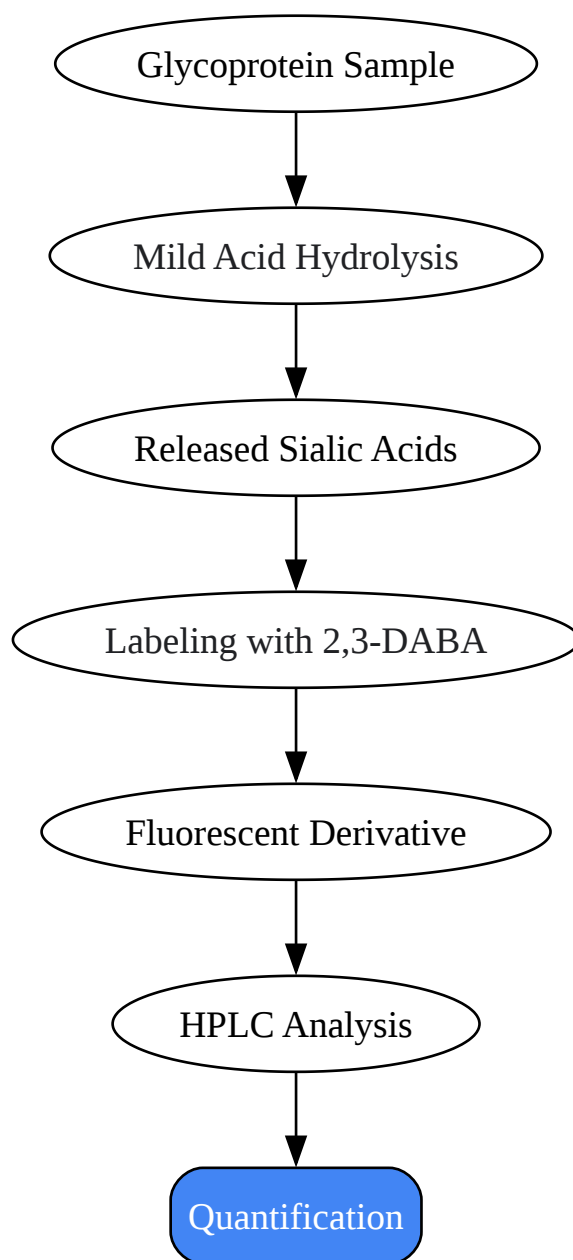 Glycoprotein Sample
Mild Acid Hydrolysis
Released Sialic Acids
Labeling with 2,3-DABA
Fluorescent Derivative
HPLC Analysis
Quantification